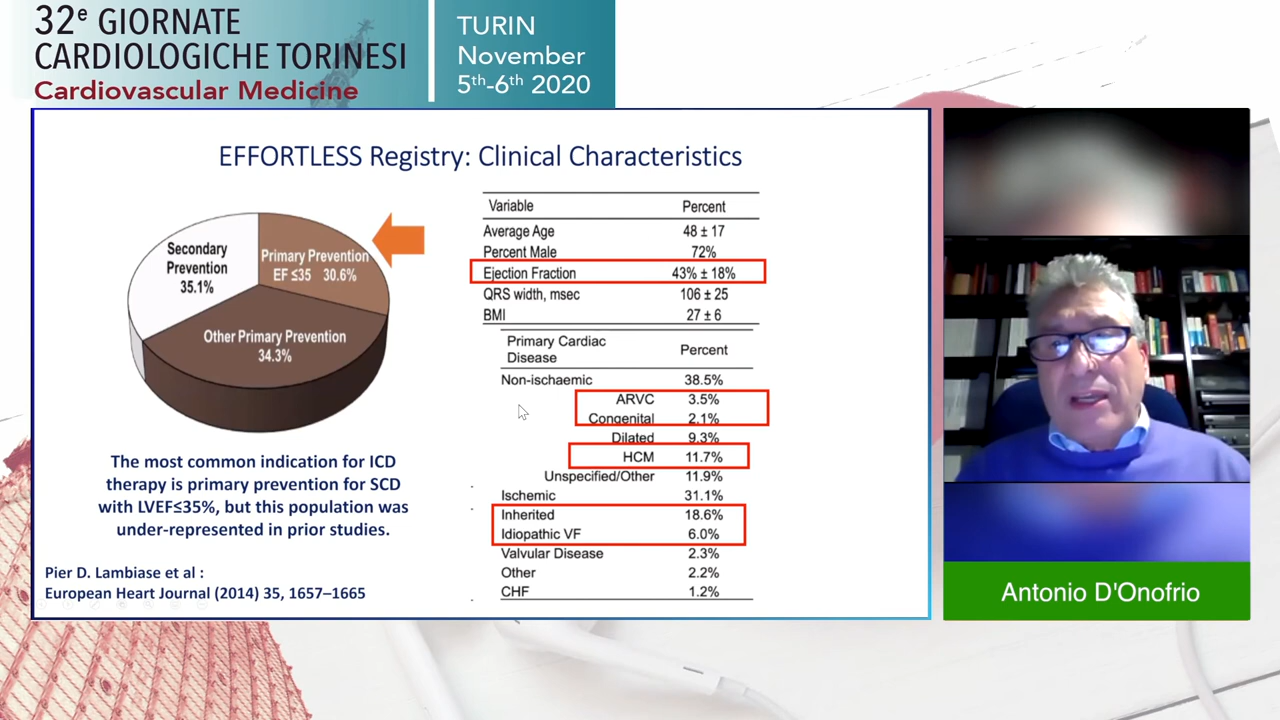 32e GIORNATE
CARDIOLOGICHE TORINESI
Cardiovascular Medicine
TURIN
November
5th-6th 2020
EFFORTLESS Registry: Clinical Characteristics
Secondary
Prevention
35.1%
Primary Prevention
EF ≤35 30.6%
Other Primary Prevention
34.3%
The most common indication for ICD
therapy is primary prevention for SCD
with LVEF≤35%, but this population was
under-represented in prior studies.
Pier D. Lambiase et al :
European Heart Journal (2014) 35, 1657–1665
Variable Percent
Average Age 48 ± 17
Percent Male 72%
Ejection Fraction 43% ± 18%
QRS width, msec 106 ± 25
BMI 27 ± 6
Primary Cardiac
Disease Percent
Non-ischaemic 38.5%
ARVC 3.5%
Congenital 2.1%
Dilated 9.3%
HCM 11.7%
Unspecified/Other 11.9%
Ischemic 31.1%
Inherited 18.6%
Idiopathic VF 6.0%
Valvular Disease 2.3%
Other 2.2%
CHF 1.2%
Antonio D'Onofrio